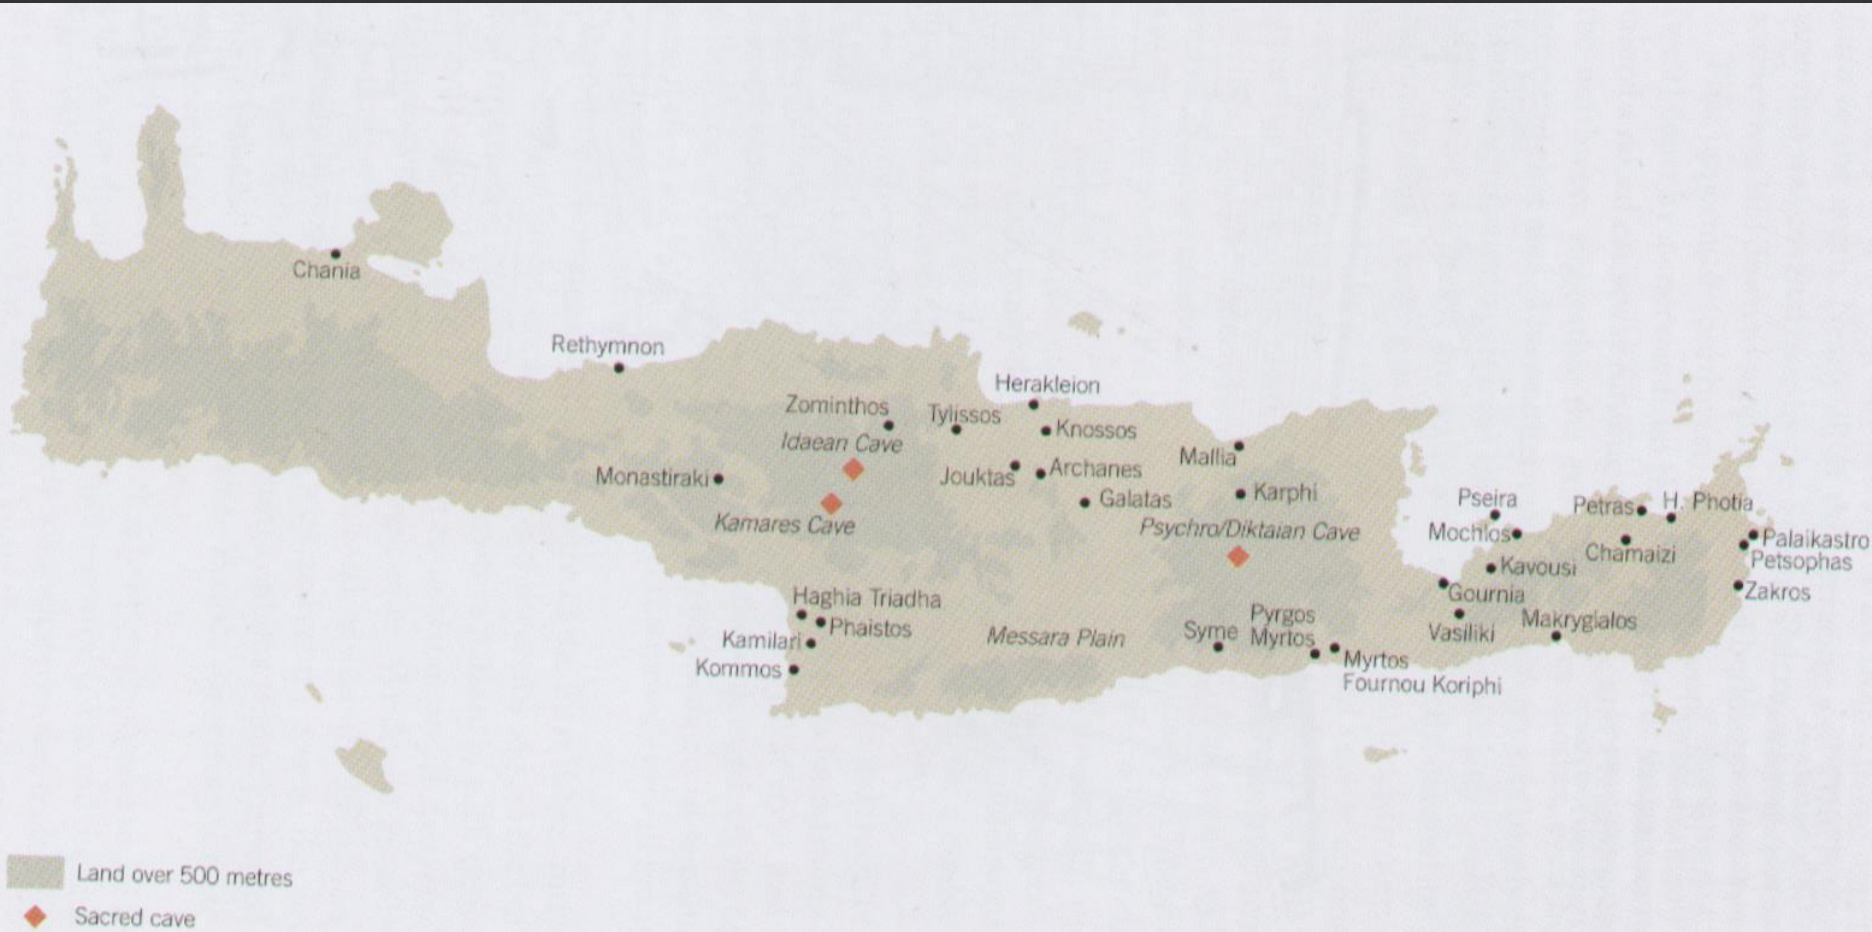 Chania
Rethymnon
Herakleion
Zominthos
Tylissos
Knossos
Idaean Cave
Mallia
Monastiraki
Jouktas
Archanes
Karphi
Galatas
Kamares Cave
Psychro/Diktaian Cave
Pseira
Petras
H. Photia
Mochlos
Palaikastro
Chamaizi
Petsophas
Kavousi
Gournia
Zakros
Haghia Triadha
Phaistos
Kamilari
Kommos
Messara Plain
Syme
Pyrgos
Myrtos
Vasiliki
Makrygialos
Myrtos
Fournou Koriphi
Land over 500 metres
Sacred cave